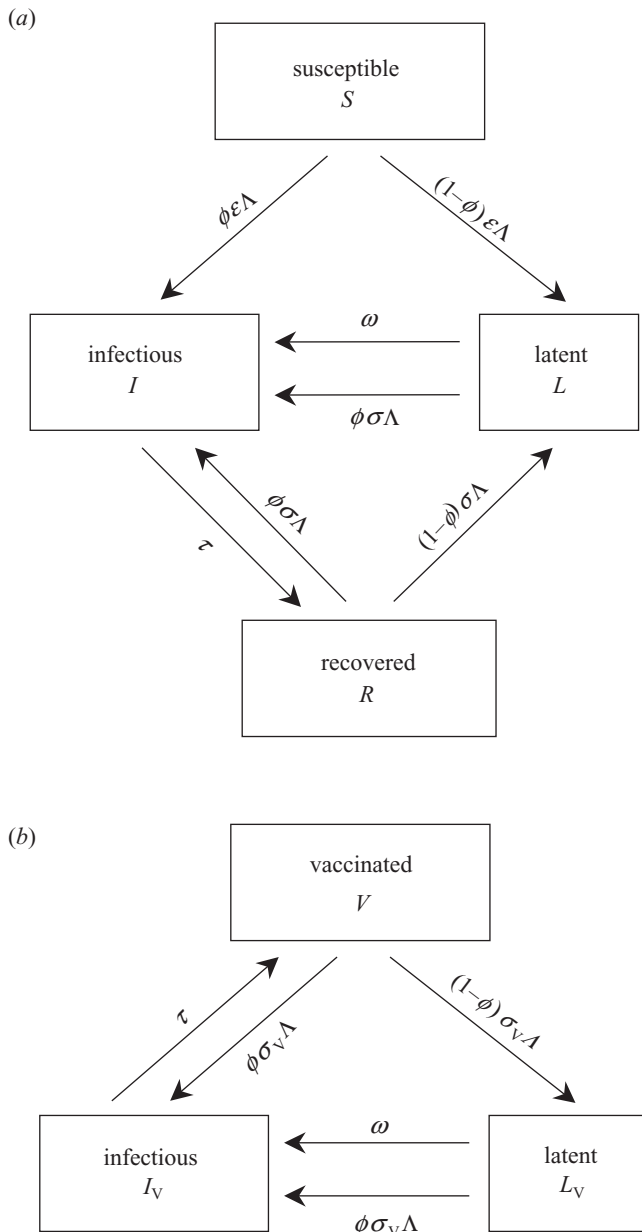 (a)
susceptible
S
ϕεΛ
(1–ϕ) εΛ
infectious
I
ω
ϕσΛ
latent
L
τ
ϕσΛ
(1–ϕ)σΛ
recovered
R
(b)
vaccinated
V
τ
ϕσVΛ
(1–ϕ) σVΛ
infectious
IV
ω
ϕσVΛ
latent
LV